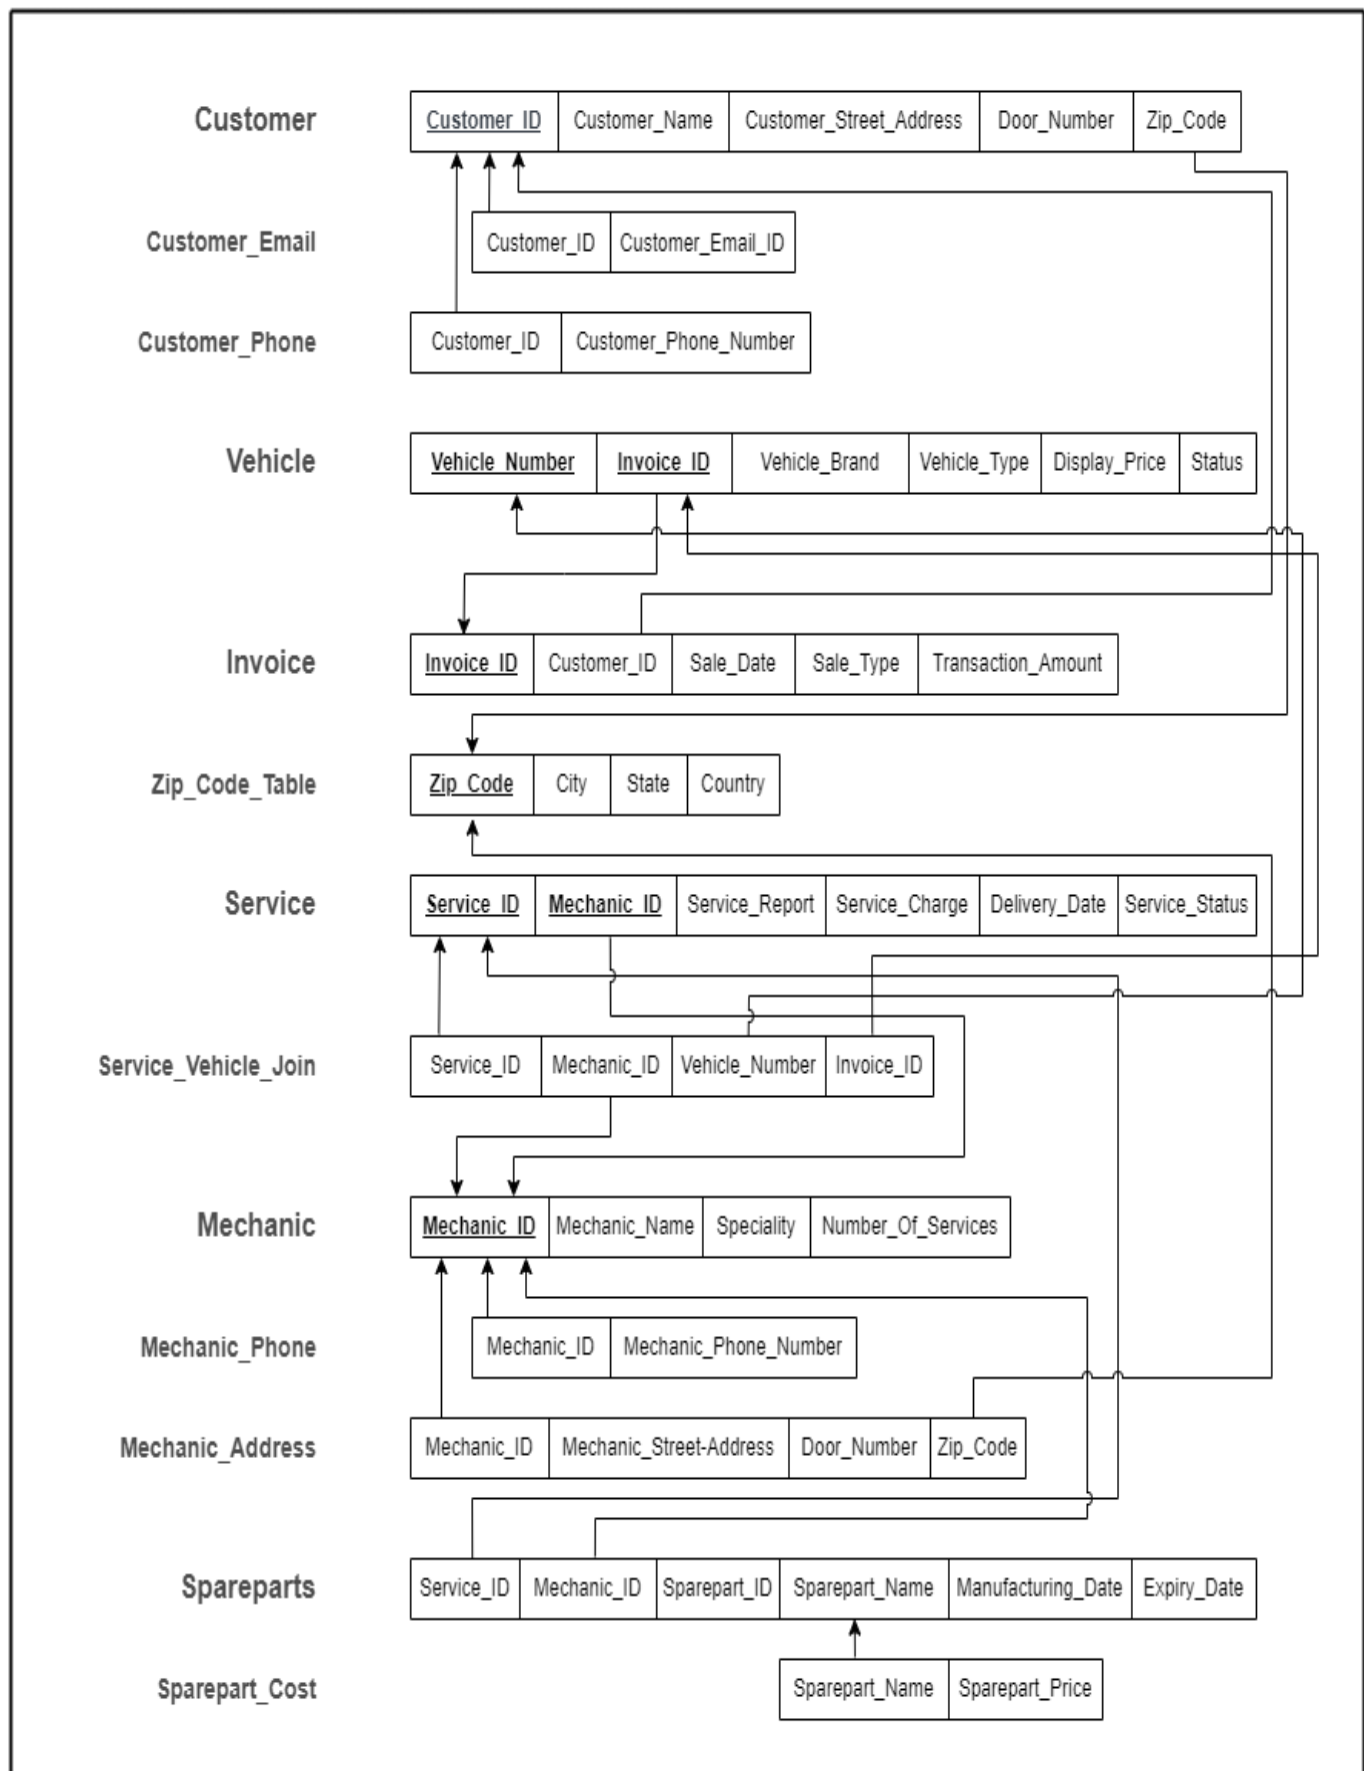 Customer Customer_ID Customer_Name Customer_Street_Address Door_Number Zip_Code
Customer_Email Customer_ID Customer_Email_ID
Customer_Phone Customer_ID Customer_Phone_Number
Vehicle Vehicle_Number Invoice_ID Vehicle_Brand Vehicle_Type Display_Price Status
Invoice Invoice_ID Customer_ID Sale_Date Sale_Type Transaction_Amount
Zip_Code_Table Zip_Code City State Country
Service Service_ID Mechanic_ID Service_Report Service_Charge Delivery_Date Service_Status
Service_Vehicle_Join Service_ID Mechanic_ID Vehicle_Number Invoice_ID
Mechanic Mechanic_ID Mechanic_Name Speciality Number_Of_Services
Mechanic_Phone Mechanic_ID Mechanic_Phone_Number
Mechanic_Address Mechanic_ID Mechanic_Street-Address Door_Number Zip_Code
Spareparts Service_ID Mechanic_ID Sparepart_ID Sparepart_Name Manufacturing_Date Expiry_Date
Sparepart_Cost Sparepart_Name Sparepart_Price